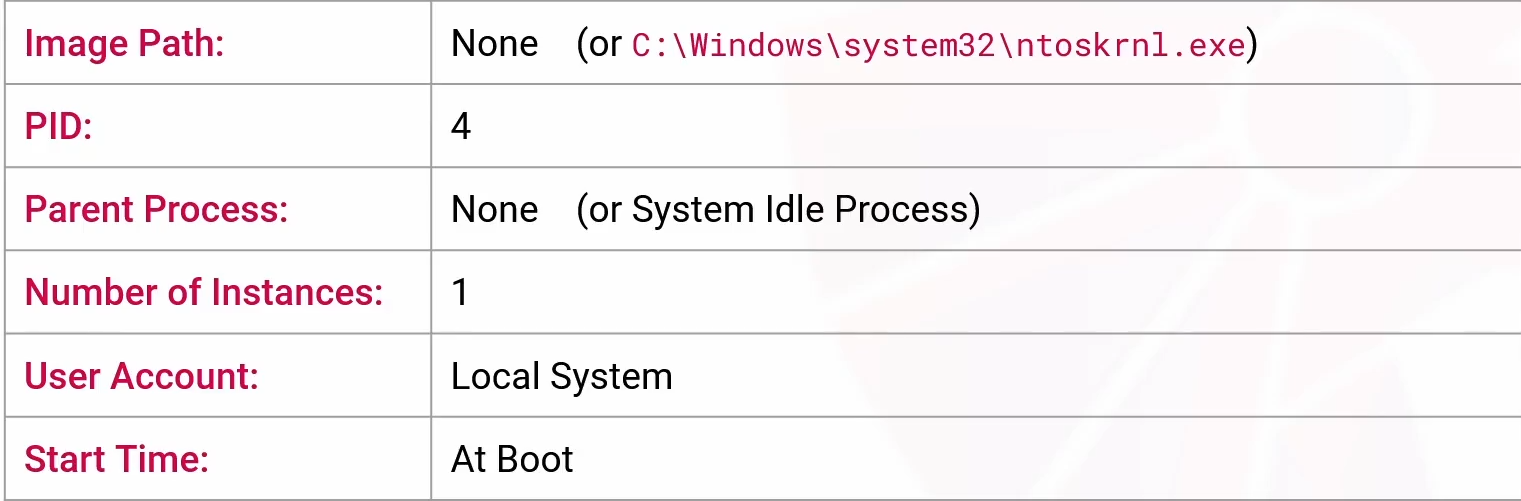 Image Path: None (or C:\Windows\system32\ntoskrnl.exe)
PID: 4
Parent Process: None (or System Idle Process)
Number of Instances: 1
User Account: Local System
Start Time: At Boot